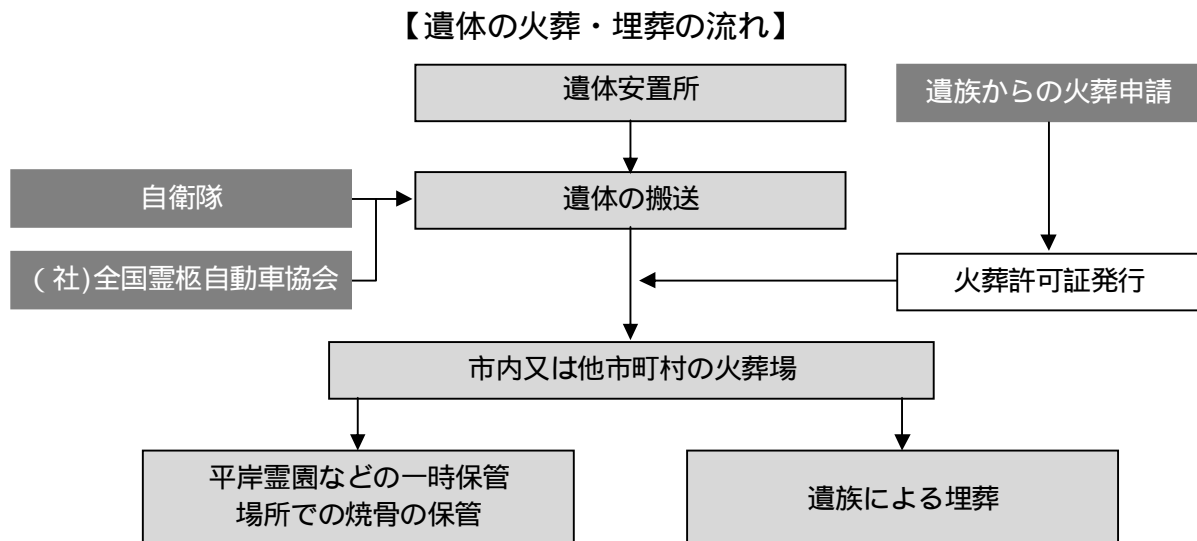 【遺体の火葬・埋葬の流れ】
遺体安置所
遺族からの火葬申請
自衛隊
遺体の搬送
(社)全国霊柩自動車協会
火葬許可証発行
市内又は他市町村の火葬場
平岸霊園などの一時保管
場所での焼骨の保管
遺族による埋葬